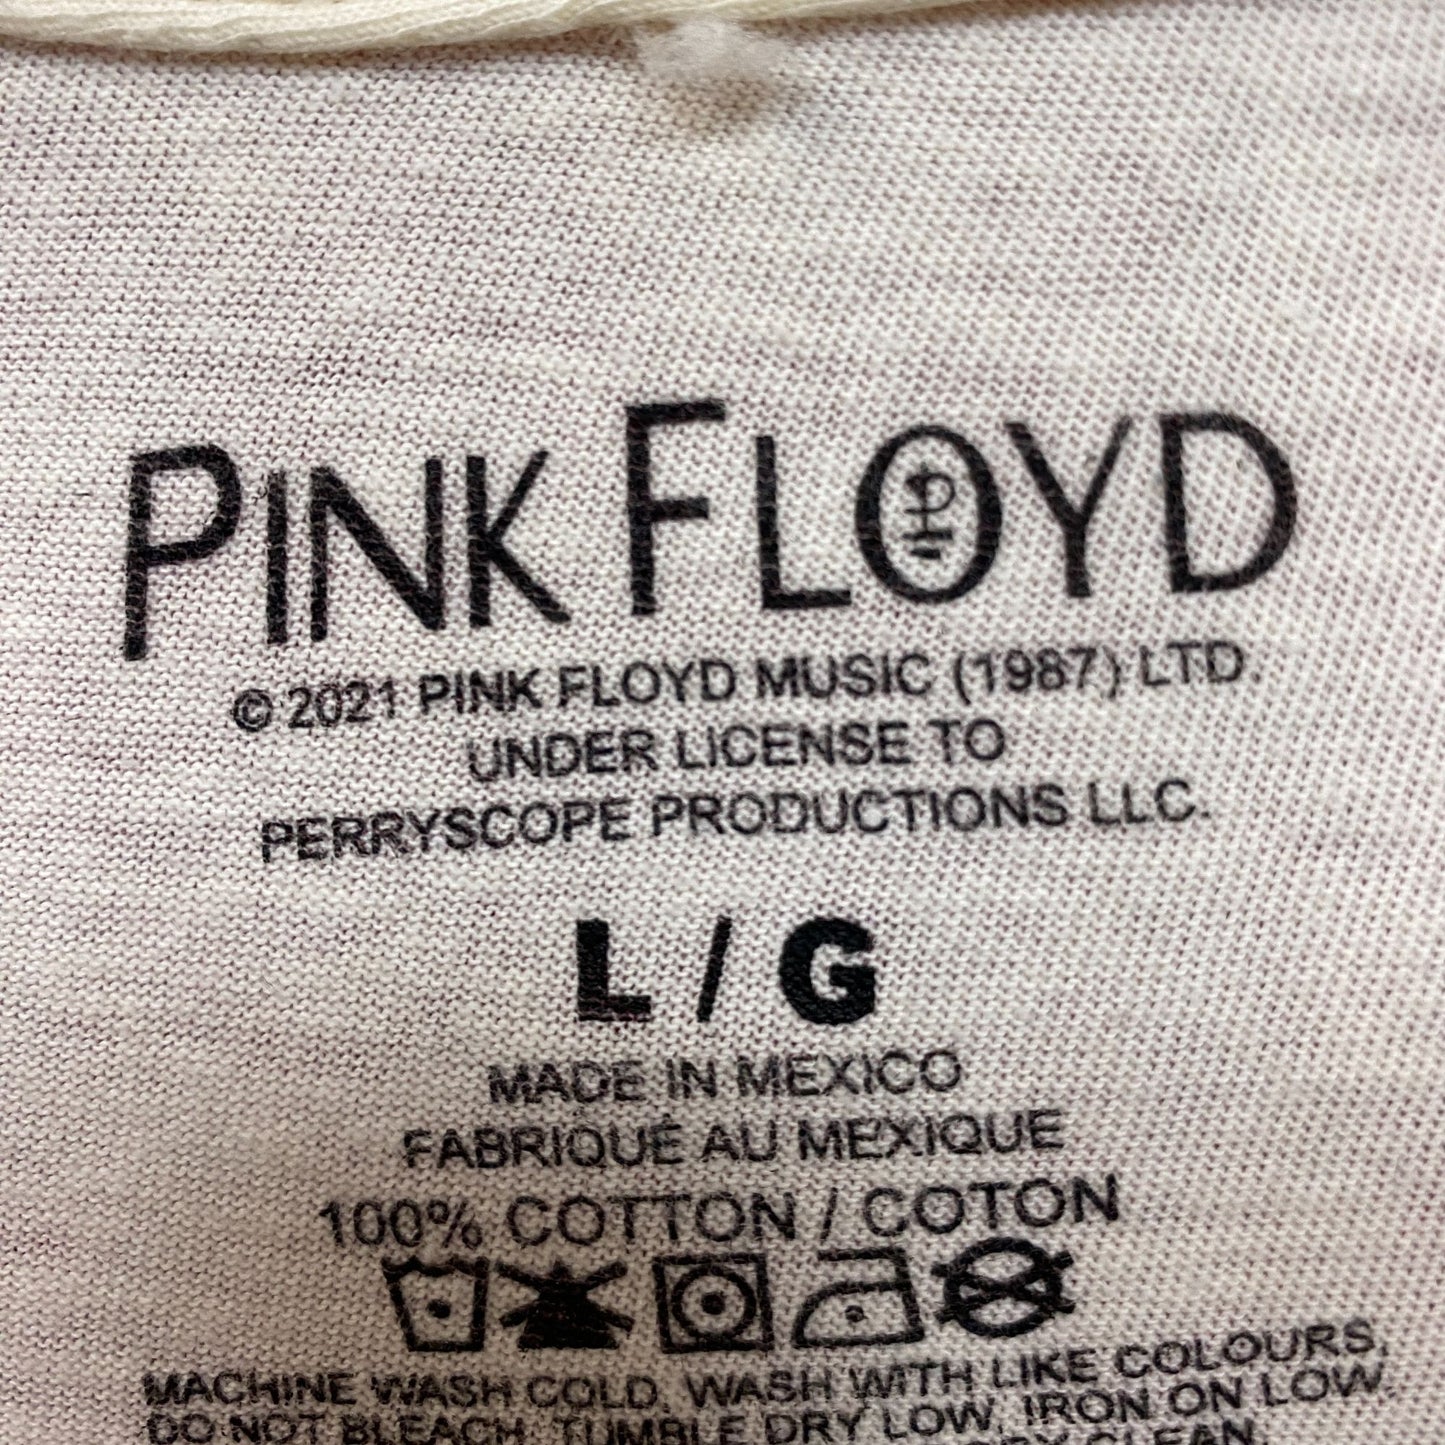 PINK FLOYD
© 2021 PINK FLOYD MUSIC (1987) LTD.
UNDER LICENSE TO
PERRYSCOPE PRODUCTIONS LLC.
L / G
MADE IN MEXICO
FABRIQUÉ AU MEXIQUE
100% COTTON / COTON
MACHINE WASH COLD, WASH WITH LIKE COLOURS,
DO NOT BLEACH, TUMBLE DRY LOW, IRON ON LOW.
DRY CLEAN